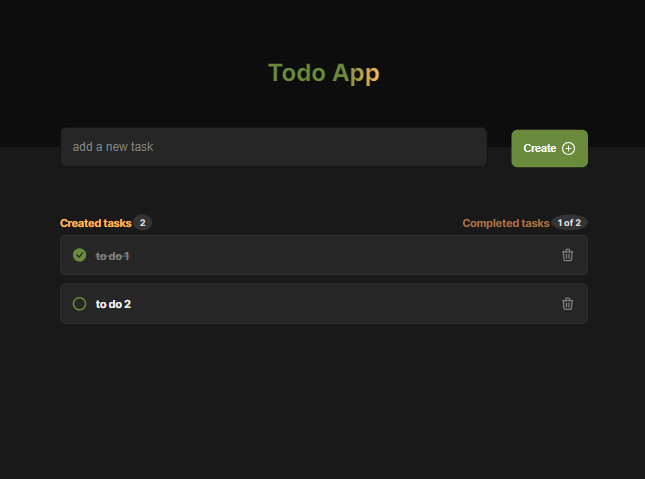 Todo App
add a new task
Create
Created tasks 2
Completed tasks 1 of 2
to do 1
to do 2